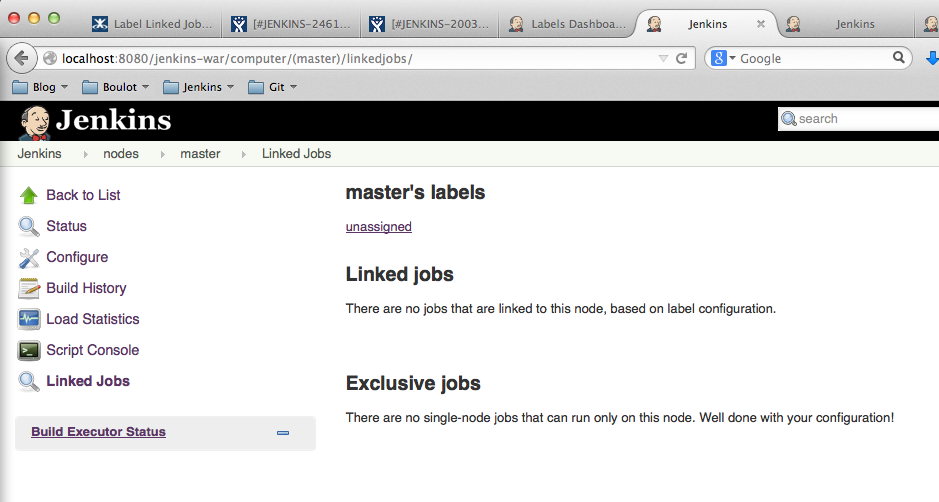 Label Linked Job...
[#JENKINS-2461...
[#JENKINS-2003...
Labels Dashboa...
Jenkins
Jenkins
localhost:8080/jenkins-war/computer/(master)/linkedjobs/
8
Google
Blog
Boulot
Jenkins
Git
Jenkins
search
Jenkins
nodes
master
Linked Jobs
Back to List
Status
Configure
Build History
Load Statistics
Script Console
Linked Jobs
Build Executor Status
master's labels
unassigned
Linked jobs
There are no jobs that are linked to this node, based on label configuration.
Exclusive jobs
There are no single-node jobs that can run only on this node. Well done with your configuration!